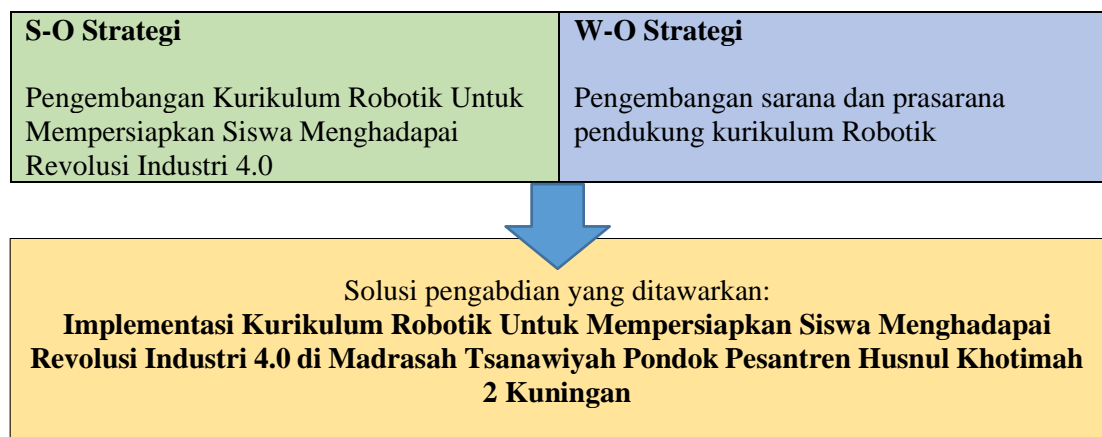 S-O Strategi
Pengembangan Kurikulum Robotik Untuk
Mempersiapkan Siswa Menghadapai
Revolusi Industri 4.0
W-O Strategi
Pengembangan sarana dan prasarana
pendukung kurikulum Robotik
Solusi pengabdian yang ditawarkan:
Implementasi Kurikulum Robotik Untuk Mempersiapkan Siswa Menghadapai
Revolusi Industri 4.0 di Madrasah Tsanawiyah Pondok Pesantren Husnul Khotimah
2 Kuningan